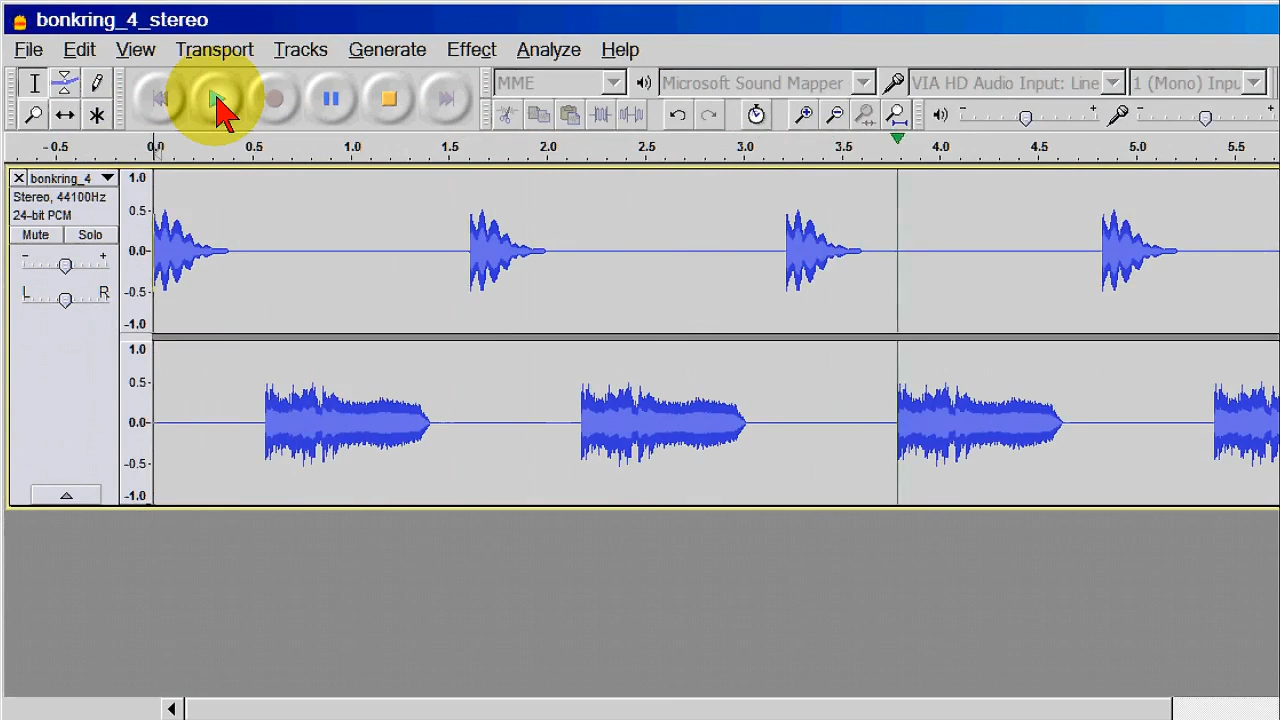 bonkring_4_stereo
File Edit View Transport Tracks Generate Effect Analyze Help
MME Microsoft Sound Mapper VIA HD Audio Input: Line 1 (Mono) Inpu
- + - +
-0.5 0.0 0.5 1.0 1.5 2.0 2.5 3.0 3.5 4.0 4.5 5.0 5.5
bonkring_4
Stereo, 44100Hz
24-bit PCM
Mute Solo
- +
L R
1.0
0.5
0.0
-0.5
-1.0
1.0
0.5
0.0
-0.5
-1.0